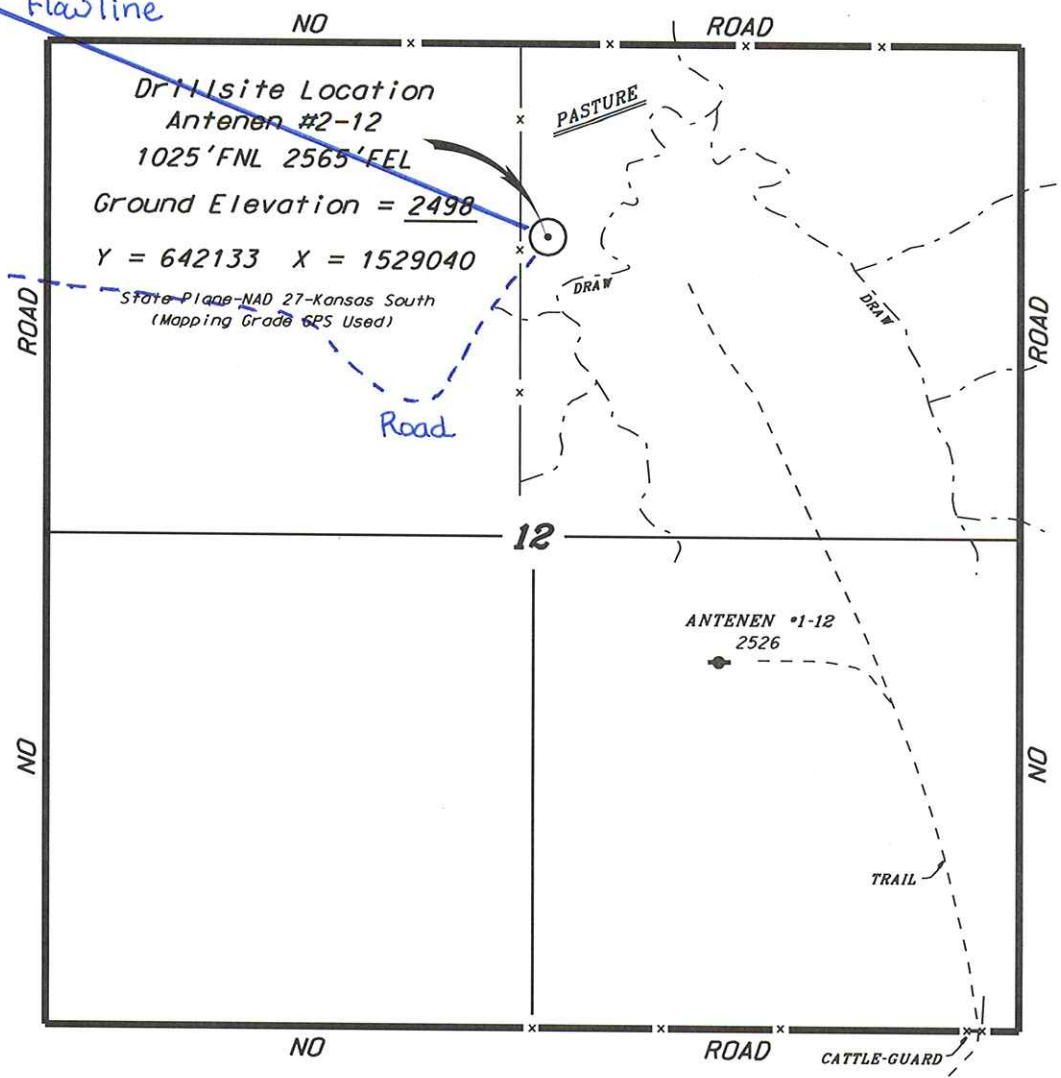 Flowline
NO ROAD
Drillsite Location
Antenen #2-12
1025'FNL 2565'FEL
Ground Elevation = 2498
Y = 642133 X = 1529040
State Plane-NAD 27-Kansas South
(Mapping Grade GPS Used)
PASTURE
DRAW
DRAW
ROAD
ROAD
Road
12
ANTENEN #1-12
2526
NO
NO
TRAIL
NO ROAD
CATTLE-GUARD